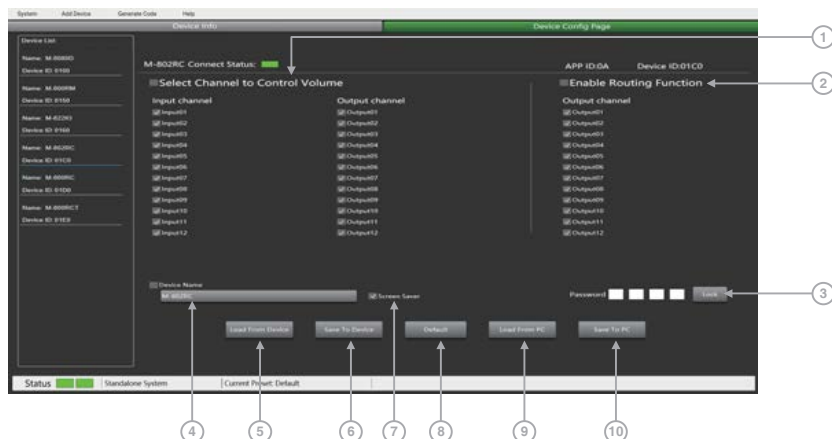 System Add Device Generate Code Help
Device Info Device Config Page
Device List
Name: M-808IO
Device ID: 0100
Name: M-800RM
Device ID: 0150
Name: M-822IO
Device ID: 0160
Name: M-802RC
Device ID: 01C0
Name: M-800RC
Device ID: 01D0
Name: M-800RCT
Device ID: 01E0
M-802RC Connect Status:
APP ID:0A Device ID:01C0
1
Select Channel to Control Volume
Enable Routing Function
2
Input channel Output channel Output channel
Input01 Output01 Output01
Input02 Output02 Output02
Input03 Output03 Output03
Input04 Output04 Output04
Input05 Output05 Output05
Input06 Output06 Output06
Input07 Output07 Output07
Input08 Output08 Output08
Input09 Output09 Output09
Input10 Output10 Output10
Input11 Output11 Output11
Input12 Output12 Output12
Device Name
M-802RC
Screen Saver
Password
Lock
3
Load From Device Save To Device Default Load From PC Save To PC
Status Standalone System Current Preset: Default
4 5 6 7 8 9 10